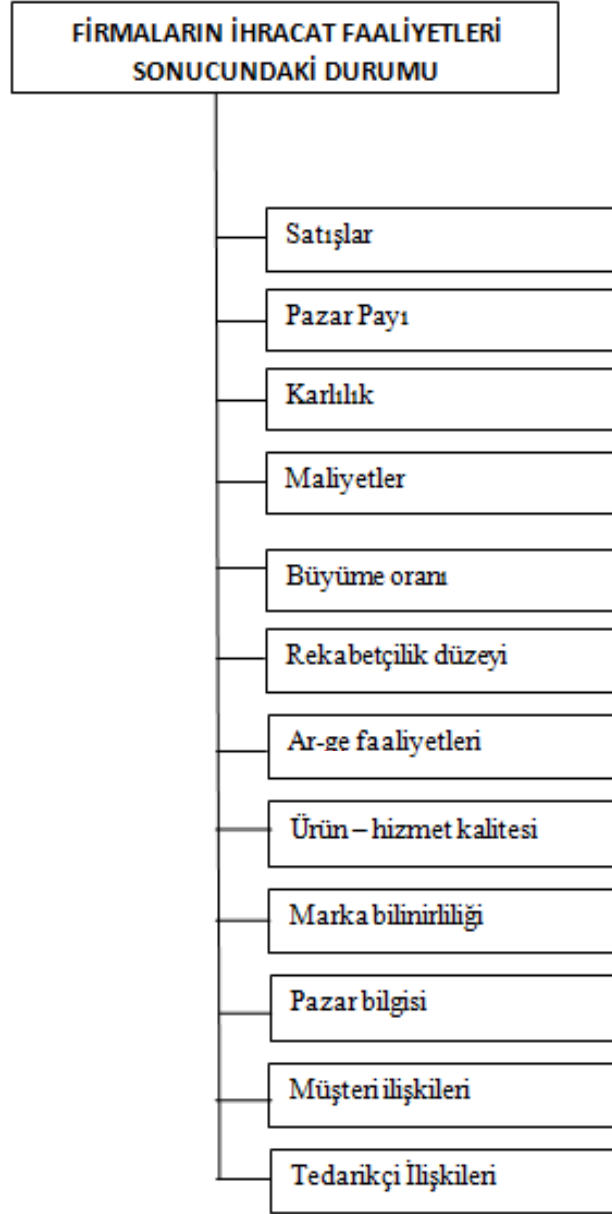 FİRMALARIN İHRACAT FAALİYETLERİ
SONUCUNDAKİ DURUMU
Satışlar
Pazar Payı
Karlılık
Maliyetler
Büyüme oranı
Rekabetçilik düzeyi
Ar-ge faaliyetleri
Ürün – hizmet kalitesi
Marka bilinirliliği
Pazar bilgisi
Müşteri ilişkileri
Tedarikçi İlişkileri